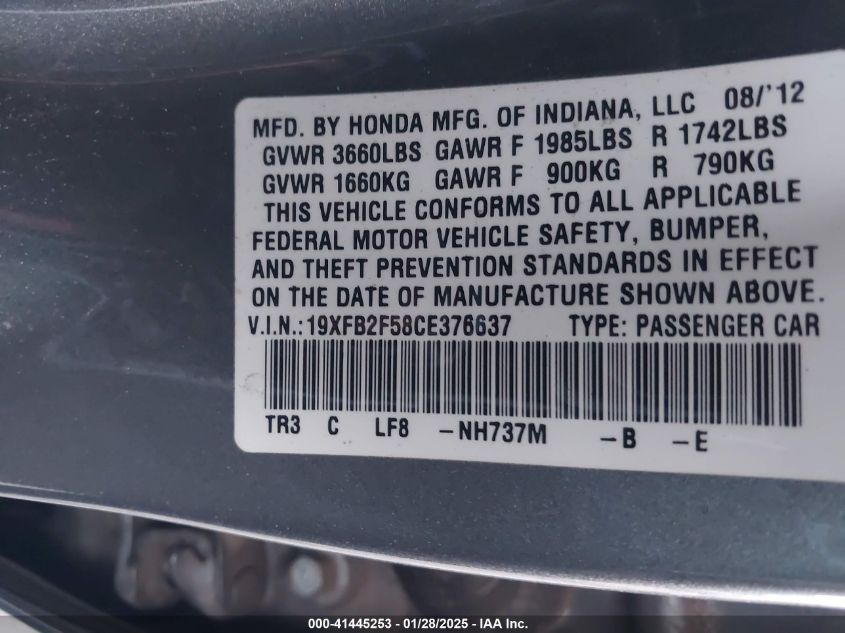 MFD. BY HONDA MFG. OF INDIANA, LLC 08/'12
GVWR 3660LBS GAWR F 1985LBS R 1742LBS
GVWR 1660KG GAWR F 900KG R 790KG
THIS VEHICLE CONFORMS TO ALL APPLICABLE
FEDERAL MOTOR VEHICLE SAFETY, BUMPER,
AND THEFT PREVENTION STANDARDS IN EFFECT
ON THE DATE OF MANUFACTURE SHOWN ABOVE.
V.I.N.:19XFB2F58CE376637 TYPE: PASSENGER CAR
TR3 C LF8 -NH737M -B -E
000-41445253 | 01/28/2025 - IAA Inc.